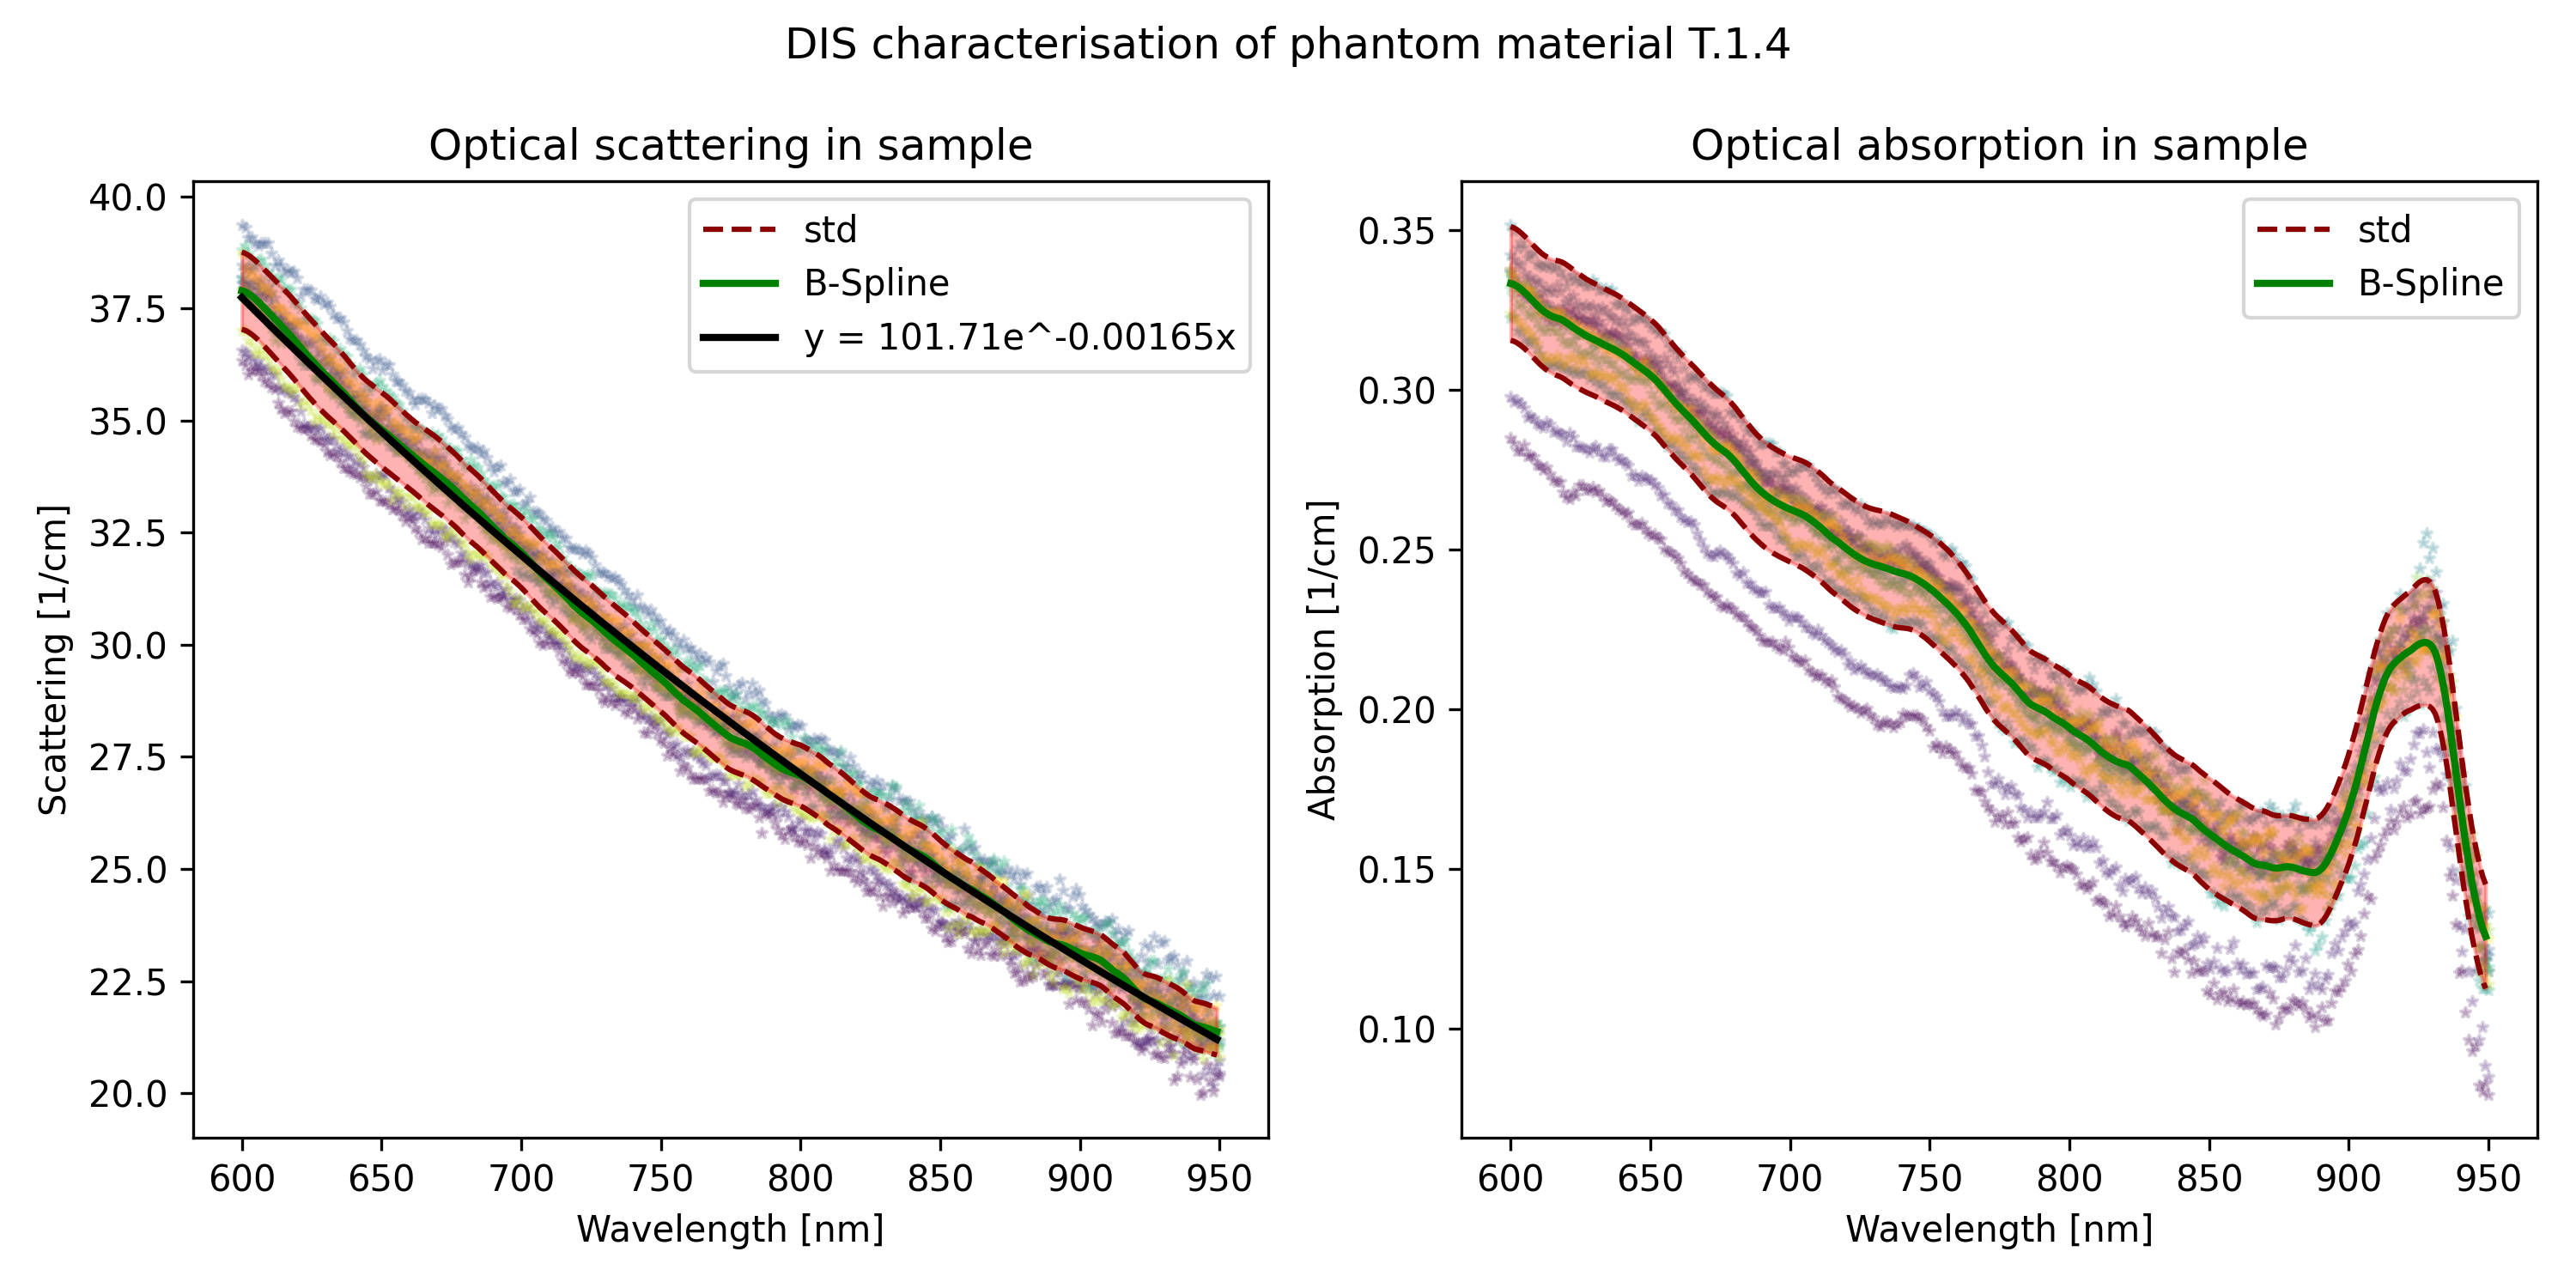 DIS characterisation of phantom material T.1.4
Optical scattering in sample
40.0
37.5
35.0
32.5
30.0
27.5
25.0
22.5
20.0
Scattering [1/cm]
std
B-Spline
y = 101.71e^-0.00165x
600 650 700 750 800 850 900 950
Wavelength [nm]
Optical absorption in sample
0.35
0.30
0.25
0.20
0.15
0.10
Absorption [1/cm]
std
B-Spline
600 650 700 750 800 850 900 950
Wavelength [nm]